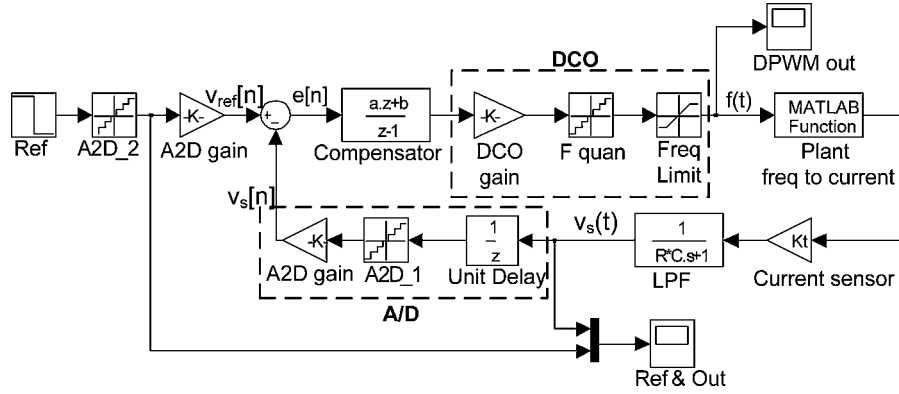 DCO
DPWM out
v_ref[n]
e[n]
f(t)
-K-
a.z+b
z-1
-K-
MATLAB
Function
Ref
A2D_2
A2D gain
+
-
Compensator
DCO
gain
F quan
Freq
Limit
Plant
freq to current
v_s[n]
v_s(t)
-K-
1
z
1
R*C.s+1
Kt
A2D gain
A2D_1
Unit Delay
LPF
Current sensor
A/D
Ref & Out